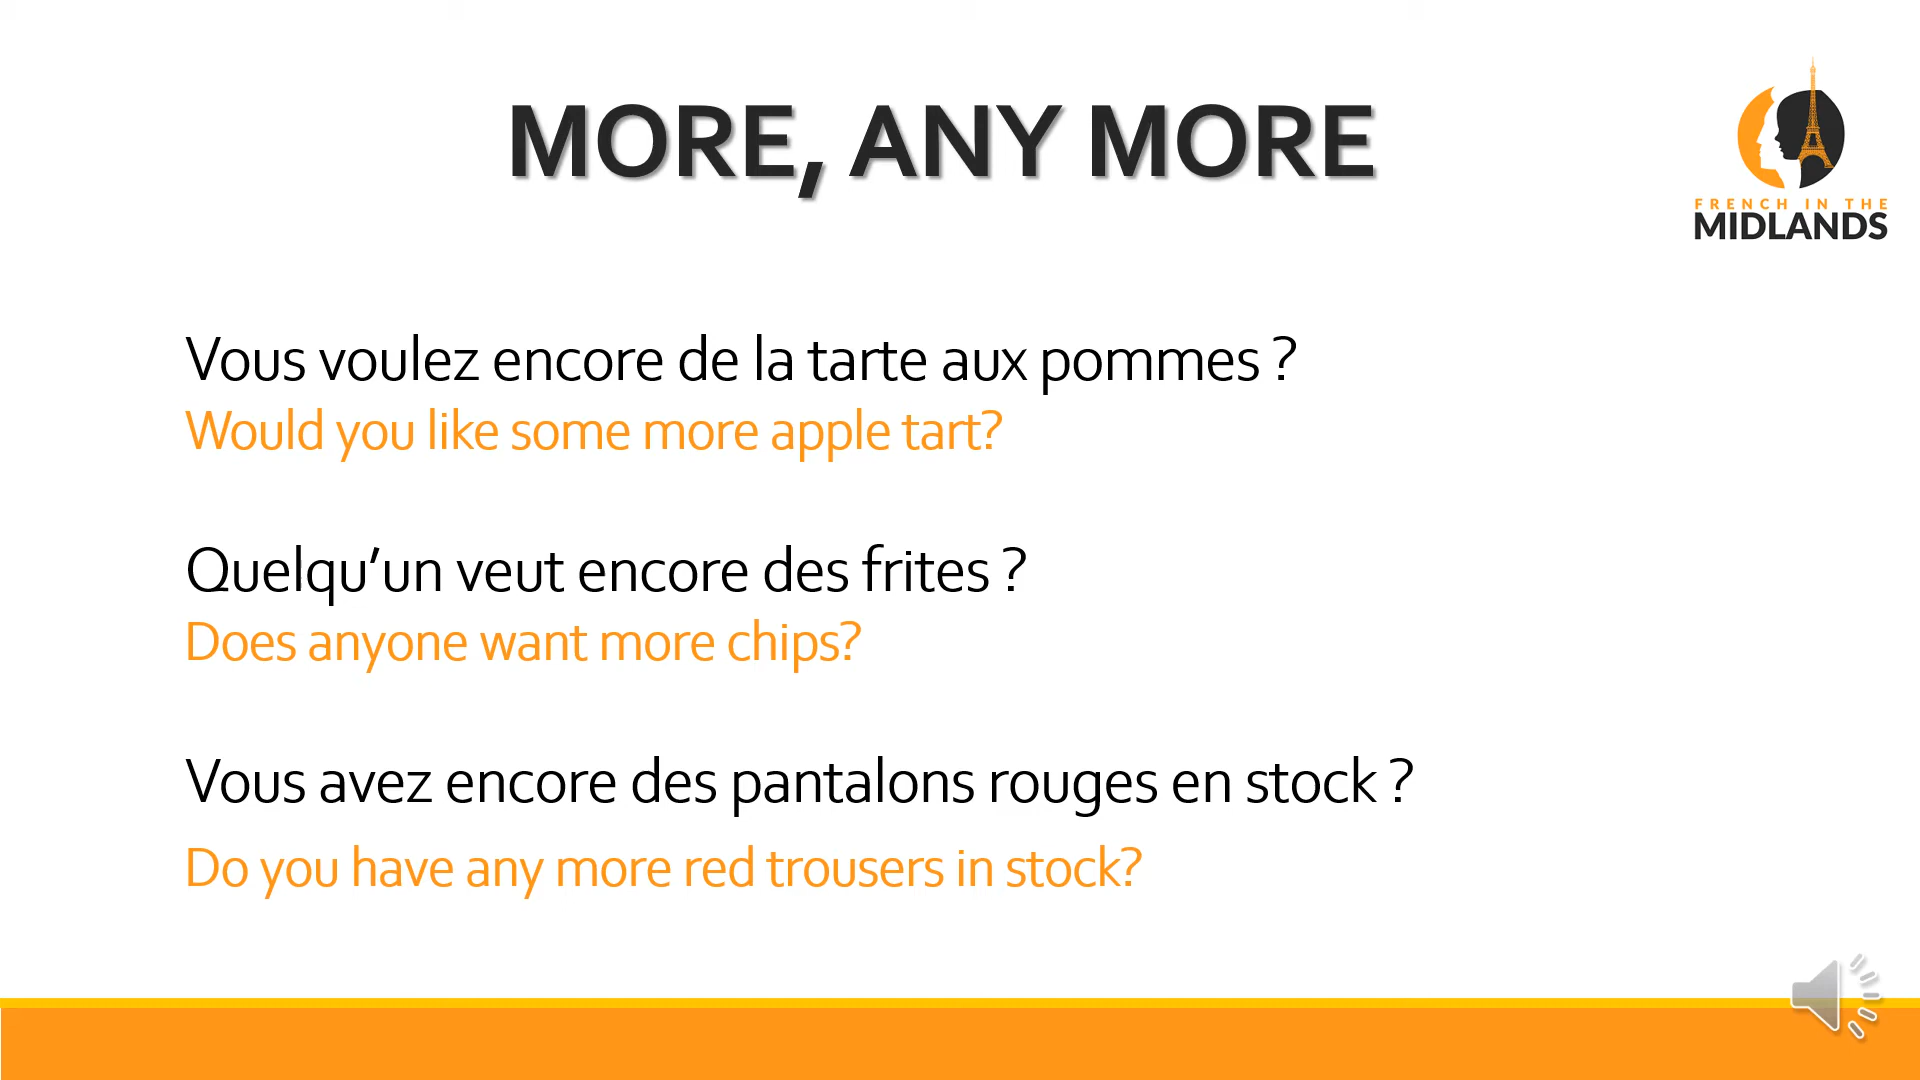 MORE, ANY MORE
FRENCH IN THE
MIDLANDS
Vous voulez encore de la tarte aux pommes ?
Would you like some more apple tart?
Quelqu’un veut encore des frites ?
Does anyone want more chips?
Vous avez encore des pantalons rouges en stock ?
Do you have any more red trousers in stock?